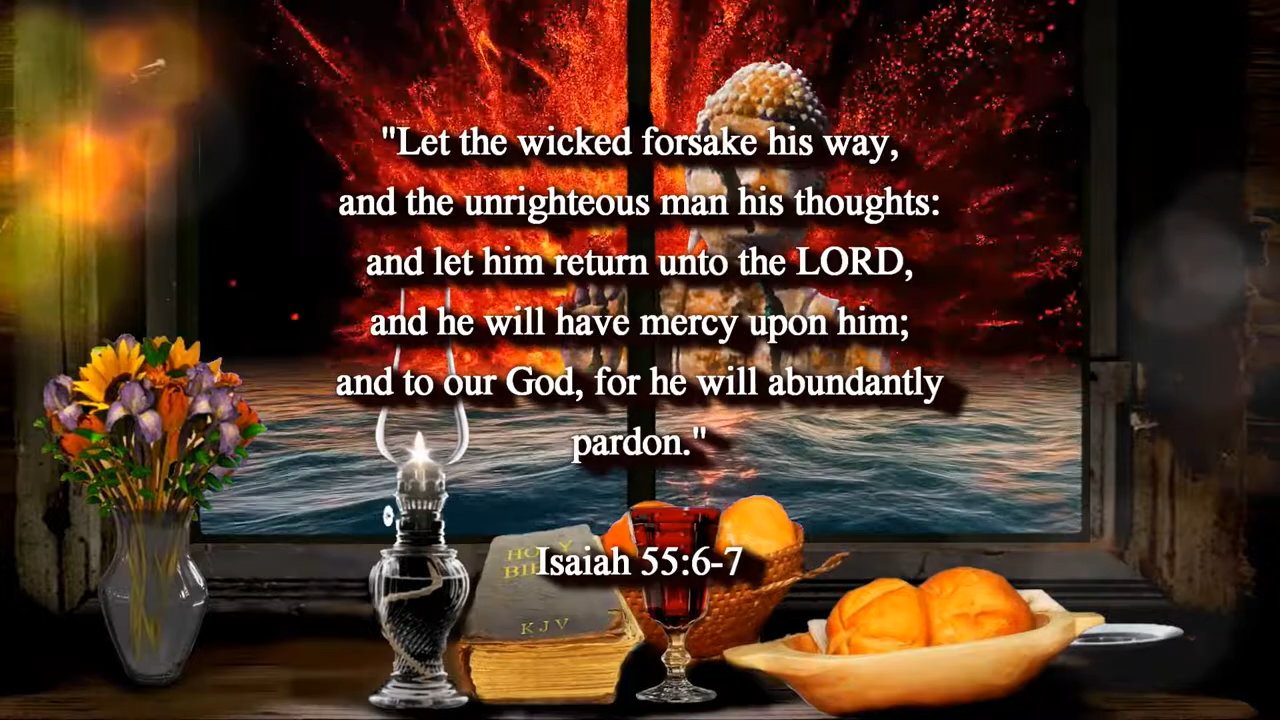 "Let the wicked forsake his way,
and the unrighteous man his thoughts:
and let him return unto the LORD,
and he will have mercy upon him;
and to our God, for he will abundantly
pardon."
Isaiah 55:6-7
HOLY
BIBLE
KJV